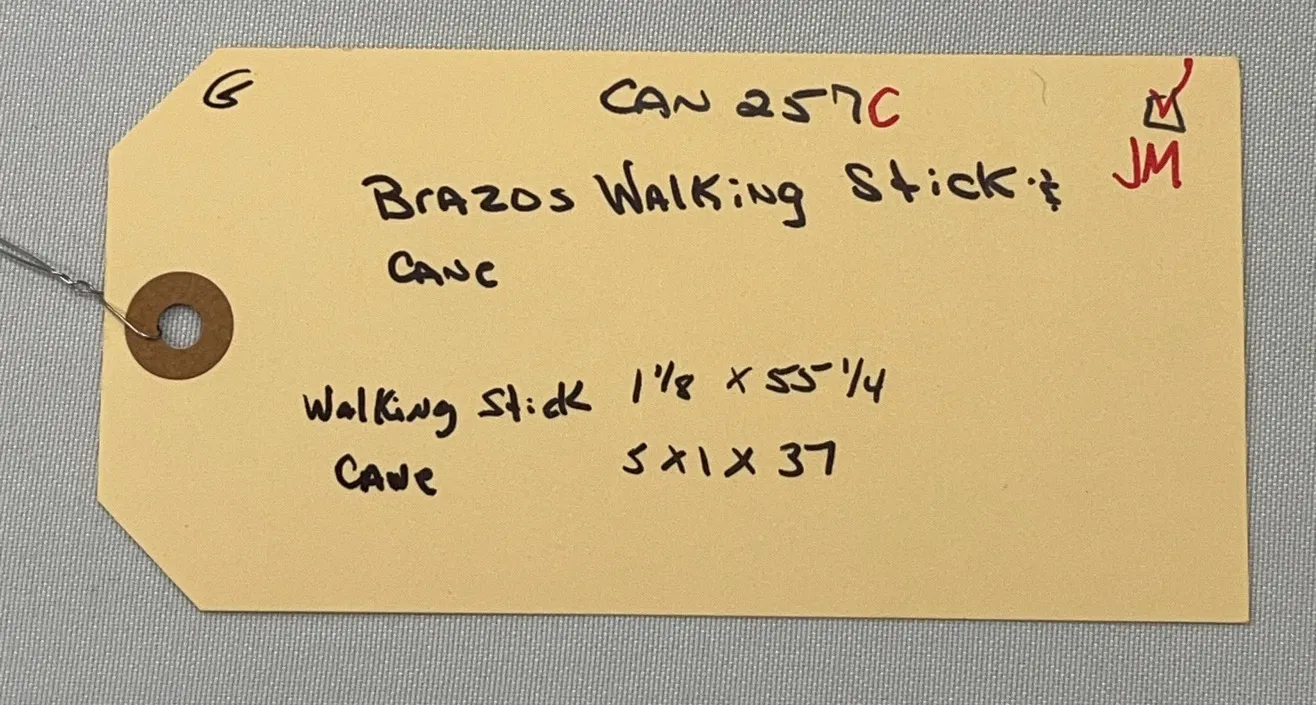 G
CAN 257C
JM
BrAZOS WALKiNg Stick &
CANe
WalKiNg Stick 1 1/8 x 55 1/4
CANe 5 x 1 x 37